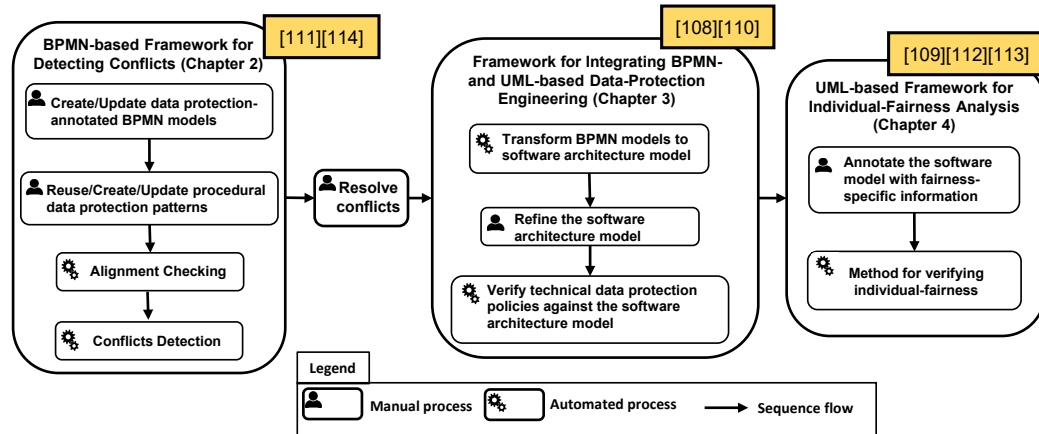 BPMN-based Framework for
Detecting Conflicts (Chapter 2)
[111][114]
Create/Update data protection-
annotated BPMN models
Reuse/Create/Update procedural
data protection patterns
Alignment Checking
Conflicts Detection
Resolve
conflicts
[108][110]
Framework for Integrating BPMN-
and UML-based Data-Protection
Engineering (Chapter 3)
Transform BPMN models to
software architecture model
Refine the software
architecture model
Verify technical data protection
policies against the software
architecture model
[109][112][113]
UML-based Framework for
Individual-Fairness Analysis
(Chapter 4)
Annotate the software
model with fairness-
specific information
Method for verifying
individual-fairness
Legend
Manual process
Automated process
Sequence flow